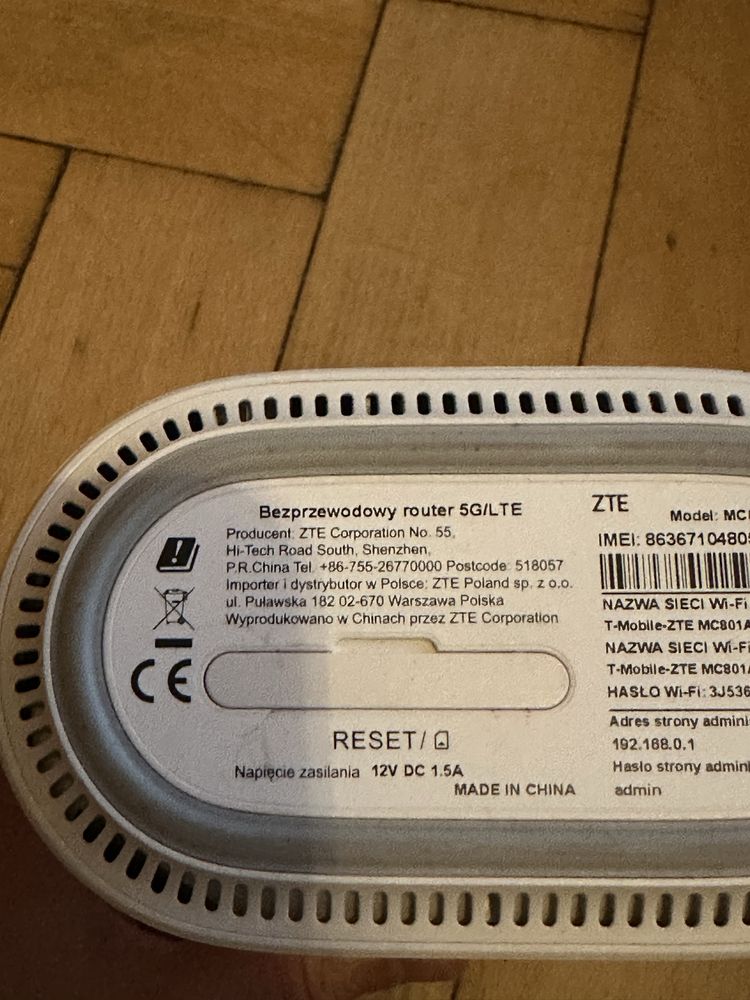 Bezprzewodowy router 5G/LTE
Producent: ZTE Corporation No. 55,
Hi-Tech Road South, Shenzhen,
P.R.China Tel. +86-755-26770000 Postcode: 518057
Importer i dystrybutor w Polsce: ZTE Poland sp. z o.o.
ul. Puławska 182 02-670 Warszawa Polska
Wyprodukowano w Chinach przez ZTE Corporation
CE
RESET/
Napięcie zasilania 12V DC 1.5A
MADE IN CHINA
ZTE
Model: MC
IMEI: 86367104805
NAZWA SIECI Wi-Fi
T-Mobile-ZTE MC801A
NAZWA SIECI Wi-Fi
T-Mobile-ZTE MC801A
HASŁO Wi-Fi: 3J536
Adres strony admini
192.168.0.1
Hasło strony admini
admin